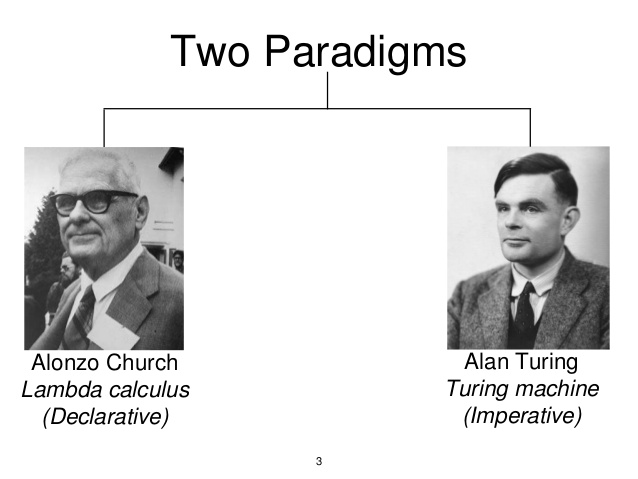 Two Paradigms
Alonzo Church
Lambda calculus
(Declarative)
Alan Turing
Turing machine
(Imperative)
3